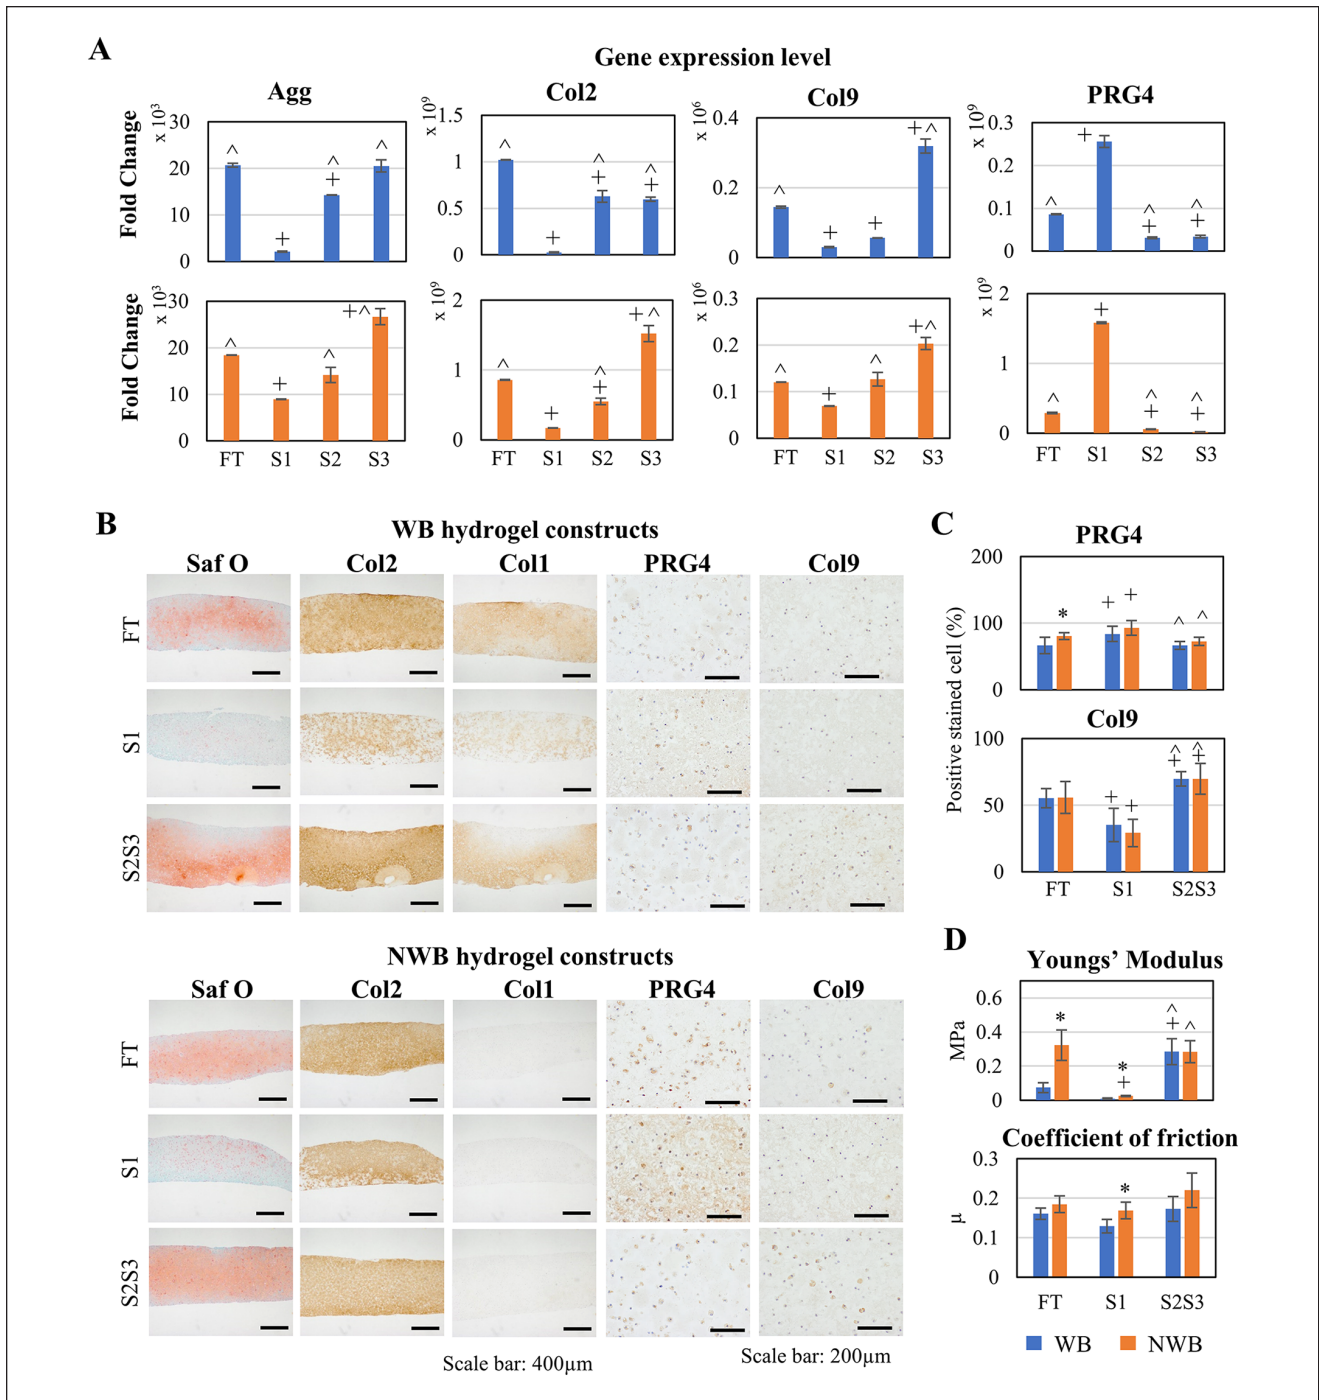 A
Gene expression level
Agg
Col2
Col9
PRG4
Fold Change
x 10³
30
20
10
0
^
+
^
+
^
x 10⁹
1.5
1
0.5
0
^
+
^
+
^
+
x 10⁶
0.4
0.2
0
^
+
+
+^
x 10⁹
0.3
0.2
0.1
0
^
+
^
+
^
+
Fold Change
x 10³
30
20
10
0
^
+
^
+^
x 10⁹
2
1
0
^
+
^
+
+^
x 10⁶
0.3
0.2
0.1
0
^
+
^
+^
x 10⁹
2
1
0
^
+
^
+
^
+
FT S1 S2 S3
FT S1 S2 S3
FT S1 S2 S3
FT S1 S2 S3
B
WB hydrogel constructs
Saf O Col2 Col1 PRG4 Col9
FT
S1
S2S3
NWB hydrogel constructs
Saf O Col2 Col1 PRG4 Col9
FT
S1
S2S3
Scale bar: 400µm
Scale bar: 200µm
C
PRG4
Positive stained cell (%)
200
100
0
*
+ +
^ ^
Col9
100
50
0
+ +
^ ^
+ +
FT S1 S2S3
D
Youngs’ Modulus
MPa
0.6
0.4
0.2
0
*
*
+
^
+ ^
Coefficient of friction
µ
0.3
0.2
0.1
0
*
FT S1 S2S3
WB NWB